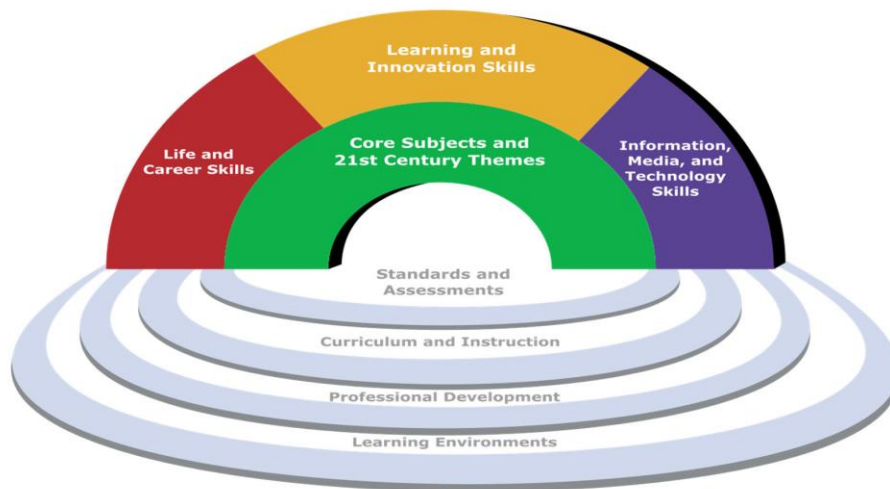 Learning and
Innovation Skills
Life and
Career Skills
Core Subjects and
21st Century Themes
Information,
Media, and
Technology
Skills
Standards and
Assessments
Curriculum and Instruction
Professional Development
Learning Environments